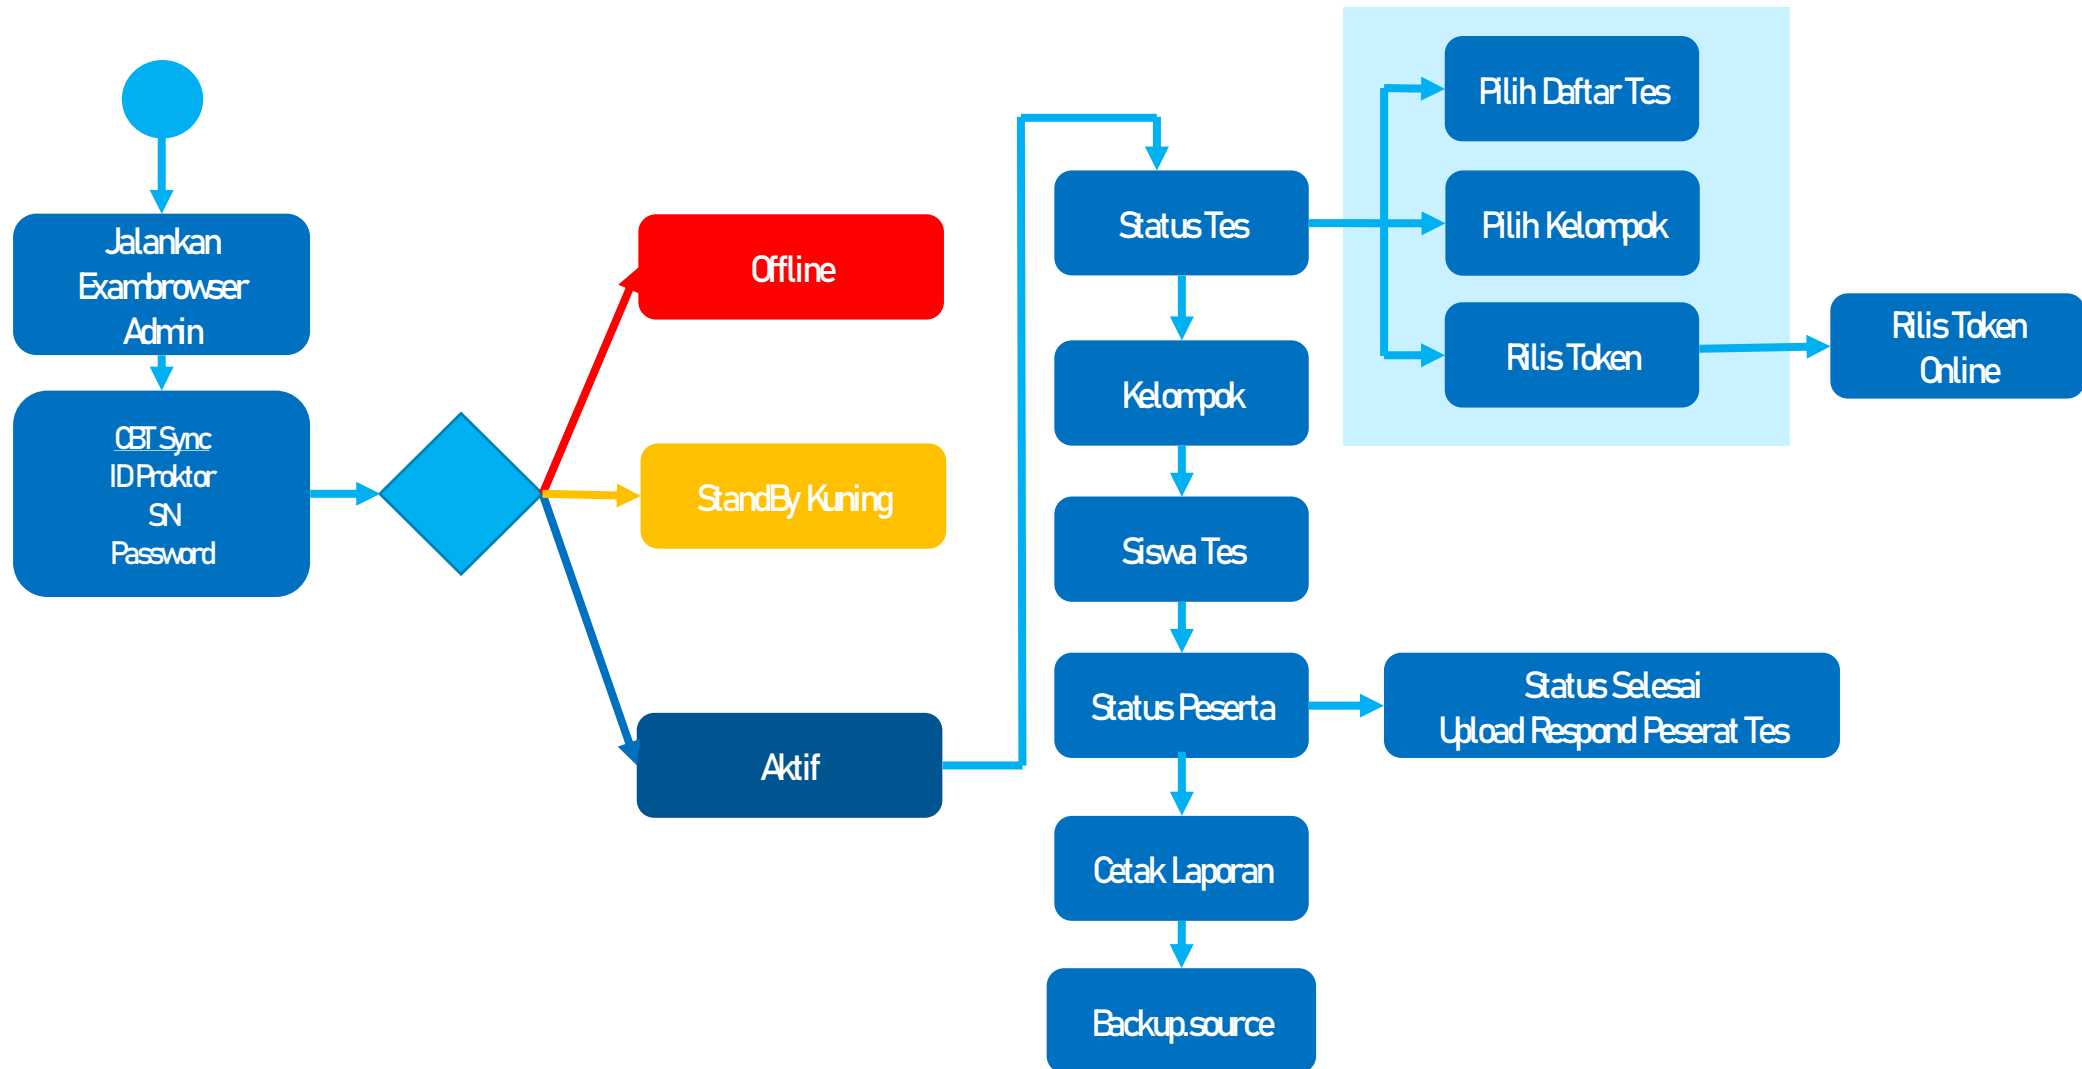 Jalankan
Exambrowser
Admin
CBT Sync
ID Proktor
SN
Password
Offline
StandBy Kuning
Aktif
Status Tes
Kelompok
Siswa Tes
Status Peserta
Cetak Laporan
Backup.source
Pilih Daftar Tes
Pilih Kelompok
Rilis Token
Rilis Token
Online
Status Selesai
Upload Respond Peserat Tes